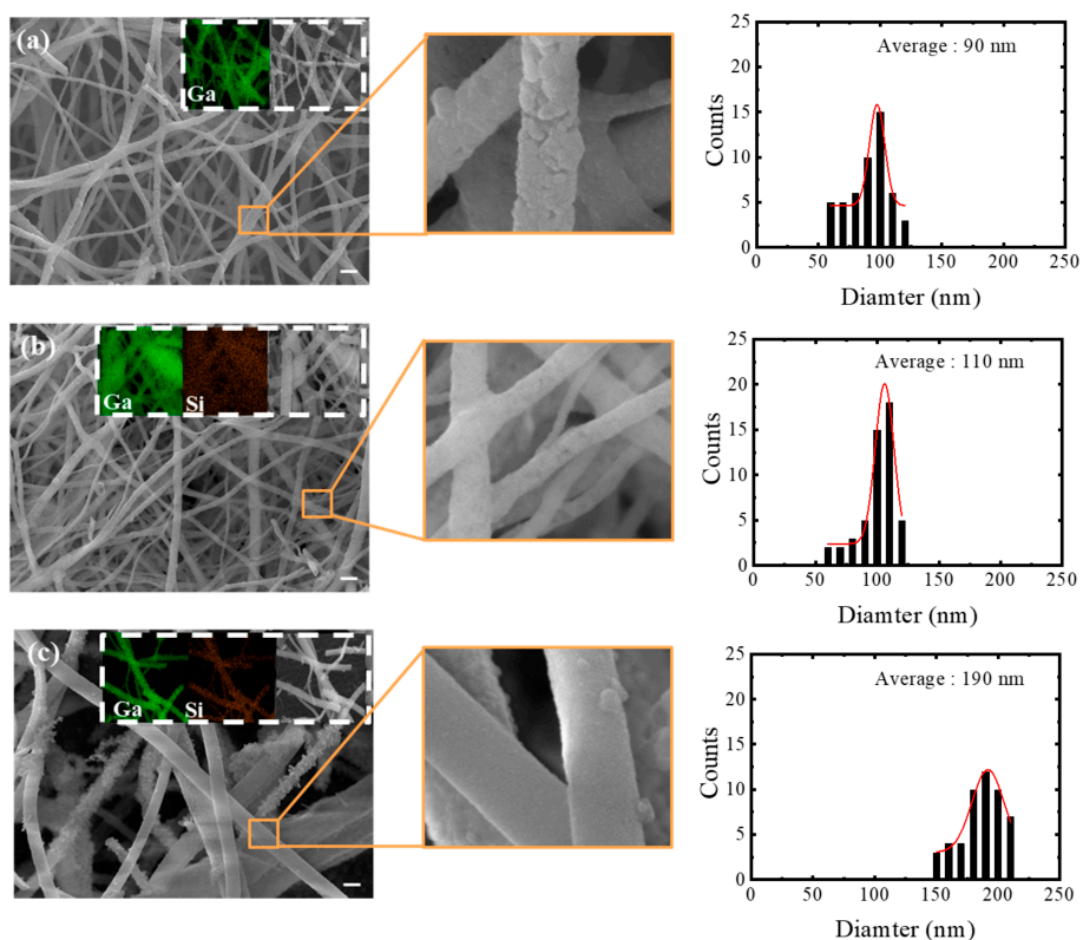 (a)
Ga
25
20
15
10
5
0
Counts
Average : 90 nm
0 50 100 150 200 250
Diamter (nm)
(b)
Ga Si
25
20
15
10
5
0
Counts
Average : 110 nm
0 50 100 150 200 250
Diamter (nm)
(c)
Ga Si
25
20
15
10
5
0
Counts
Average : 190 nm
0 50 100 150 200 250
Diamter (nm)